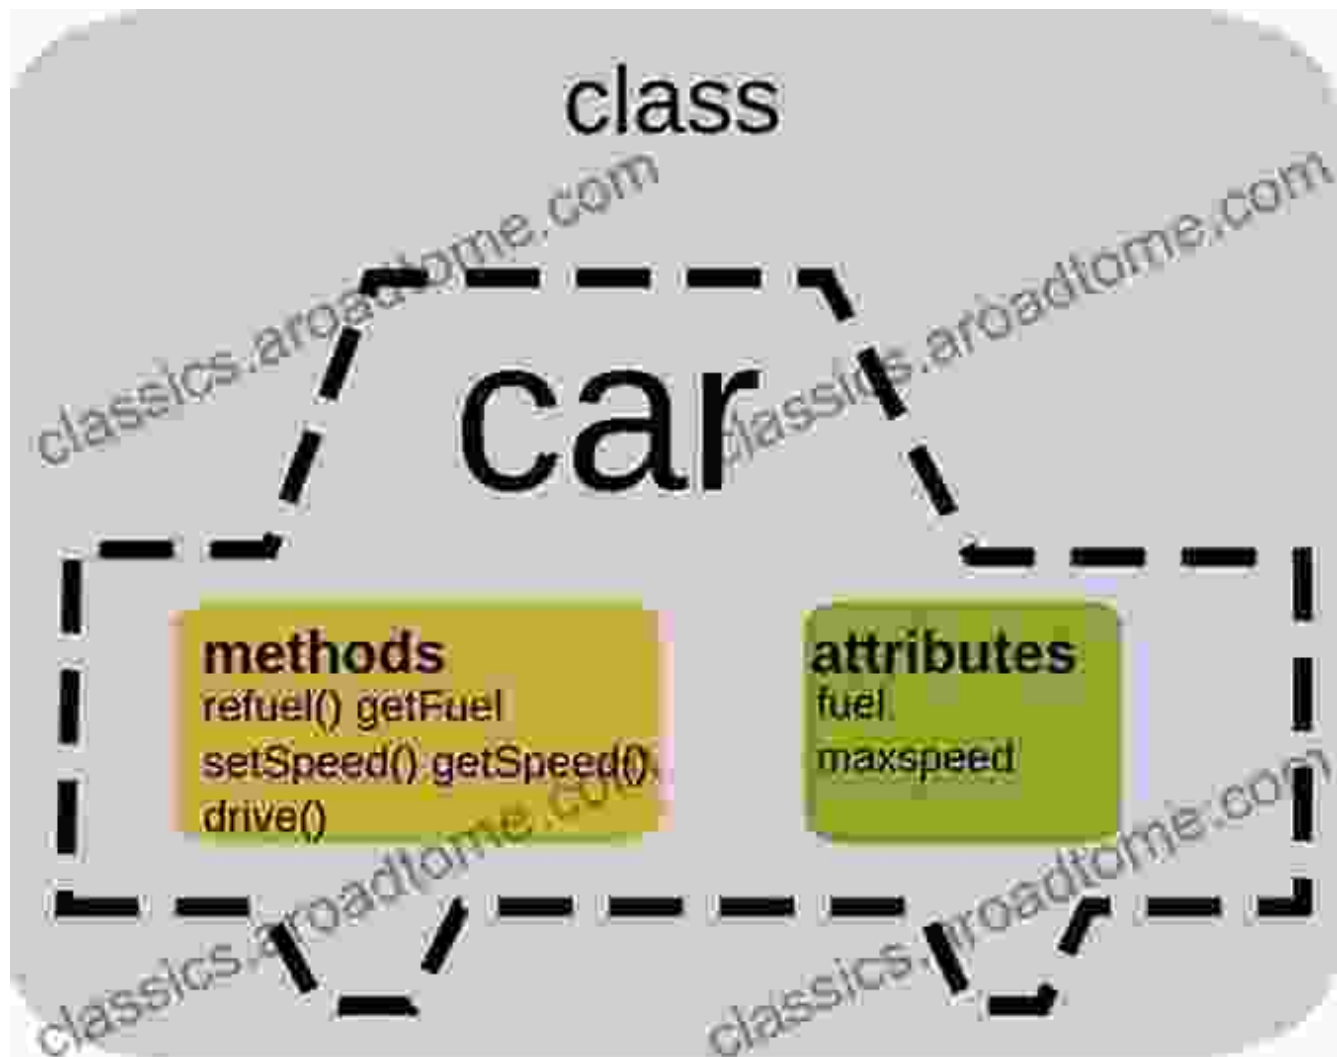 class
classics.aroadtome.com
classics.aroadtome.com
car
methods
refuel() getFuel
setSpeed() getSpeed()
drive()
attributes
fuel
maxspeed
classics.aroadtome.com
classics.aroadtome.com